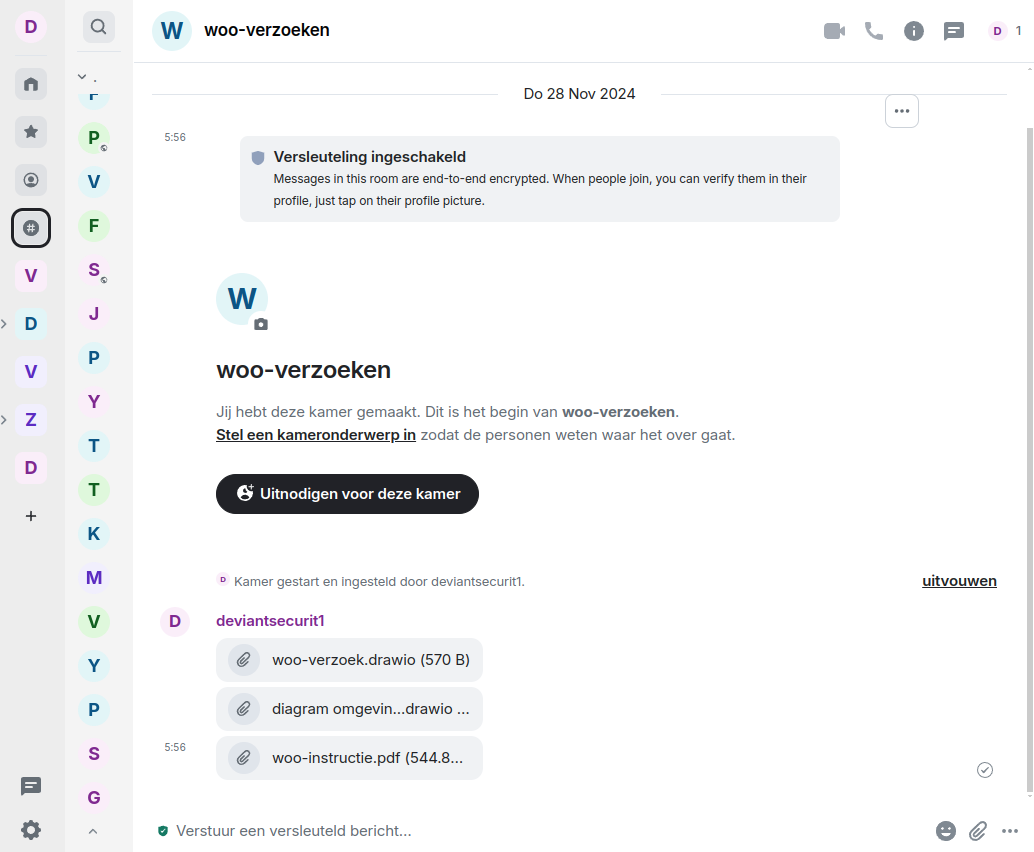 D
W
woo-verzoeken
D 1
.
Do 28 Nov 2024
5:56
Versleuteling ingeschakeld
Messages in this room are end-to-end encrypted. When people join, you can verify them in their
profile, just tap on their profile picture.
P
V
F
S
J
P
Y
T
T
K
M
V
Y
P
S
G
V
D
V
Z
D
+
W
woo-verzoeken
Jij hebt deze kamer gemaakt. Dit is het begin van woo-verzoeken.
Stel een kameronderwerp in zodat de personen weten waar het over gaat.
Uitnodigen voor deze kamer
D Kamer gestart en ingesteld door deviantsecurit1.
uitvouwen
D
deviantsecurit1
woo-verzoek.drawio (570 B)
diagram omgevin...drawio ...
5:56
woo-instructie.pdf (544.8...
Verstuur een versleuteld bericht...